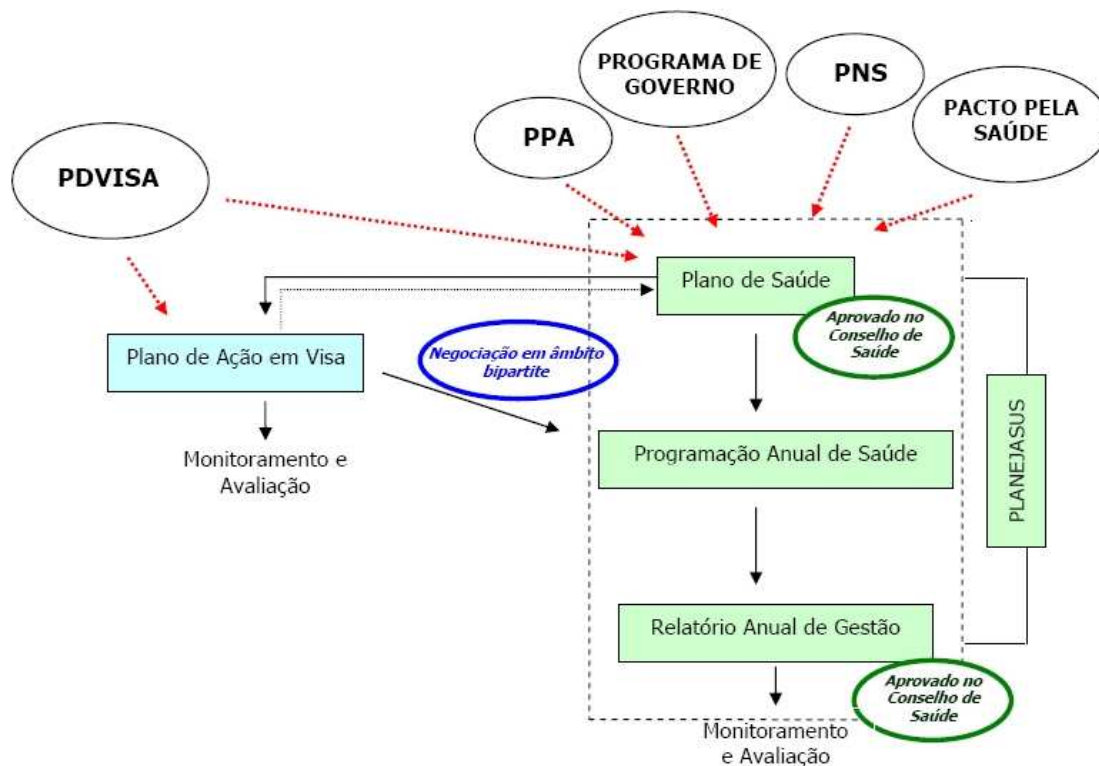 PROGRAMA DE
GOVERNO
PNS
PACTO PELA
SAÚDE
PPA
PDVISA
Plano de Saúde
Aprovado no
Conselho de
Saúde
Plano de Ação em Visa
Negociação em âmbito
bipartite
Monitoramento e
Avaliação
Programação Anual de Saúde
PLANEJASUS
Relatório Anual de Gestão
Aprovado no
Conselho de
Saúde
Monitoramento
e Avaliação